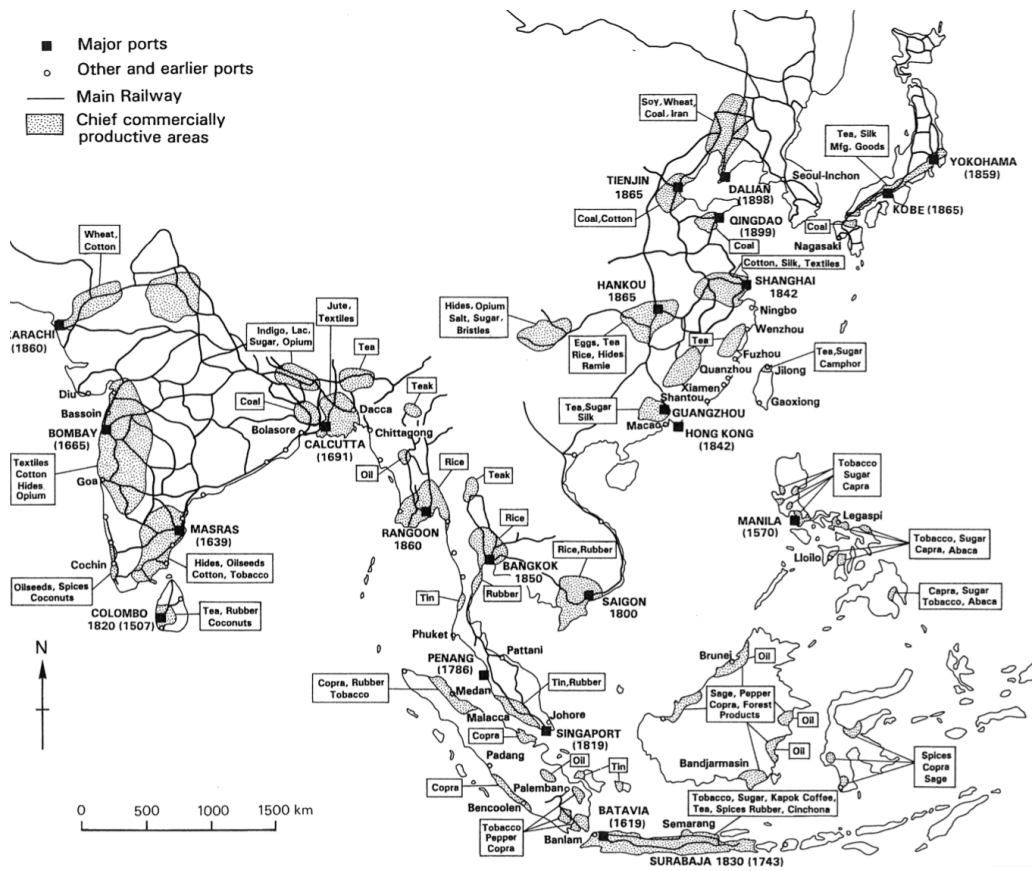 Major ports
Other and earlier ports
Main Railway
Chief commercially
productive areas
Soy, Wheat,
Coal, Iran
Tea, Silk
Mfg. Goods
YOKOHAMA
(1859)
KOBE (1865)
Coal
Nagasaki
Seoul-Inchon
TIENJIN
1865
DALIAN
(1898)
Coal,Cotton
QINGDAO
(1899)
Coal
Cotton, Silk, Textiles
SHANGHAI
1842
HANKOU
1865
Ningbo
Wenzhou
Hides, Opium
Salt, Sugar,
Bristles
Eggs, Tea
Rice, Hides,
Ramie
Tea
Fuzhou
Quanzhou
Tea,Sugar
Camphor
Jilong
Xiamen
Shantou
Gaoxiong
Tea,Sugar
Silk
GUANGZHOU
Macao
HONG KONG
(1842)
Wheat,
Cotton
KARACHI
(1860)
Jute,
Textiles
Indigo, Lac,
Sugar, Opium
Tea
Teak
Diu
Coal
Dacca
Bassoin
BOMBAY
(1665)
Bolasore
CALCUTTA
(1691)
Chittagong
Textiles
Cotton
Hides
Opium
Goa
Oil
Rice
Teak
MASRAS
(1639)
RANGOON
1860
Rice
Rice,Rubber
Cochin
Hides, Oilseeds
Cotton, Tobacco
BANGKOK
1850
Oilseeds, Spices
Coconuts
Rubber
SAIGON
1800
COLOMBO
1820 (1507)
Tea, Rubber
Coconuts
Tin
Tobacco
Sugar
Capra
MANILA
(1570)
Legaspi
Tobacco, Sugar
Capra, Abaca
Lloilo
Capra, Sugar
Tobacco, Abaca
N
Phuket
Pattani
PENANG
(1786)
Brunei
Oil
Copra, Rubber
Tobacco
Medan
Tin,Rubber
Sage, Pepper
Copra, Forest
Products
Malacca
Johore
Copra
SINGAPORT
(1819)
Oil
Oil
Padang
Oil
Tin
Bandjarmasin
Spices
Copra
Sage
Copra
Palembano
Bencoolen
Tobacco, Sugar, Kapok Coffee,
Tea, Spices Rubber, Cinchona
0 500 1000 1500 km
BATAVIA
(1619)
Semarang
Tobacco
Pepper
Copra
Banlam
SURABAJA 1830 (1743)